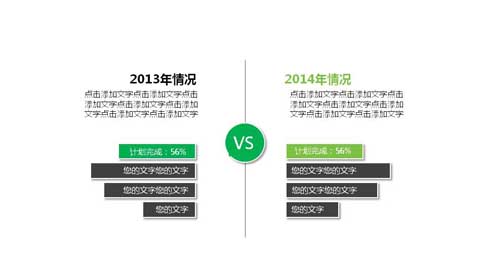 2013年情况
点击添加文字点击添加文字点击
添加文字点击添加文字点击添加
文字点击添加文字点击添加文字
计划完成：56%
您的文字您的文字
您的文字您的文字
您的文字
VS
2014年情况
点击添加文字点击添加文字点击
添加文字点击添加文字点击添加
文字点击添加文字点击添加文字
计划完成：56%
您的文字您的文字
您的文字您的文字
您的文字